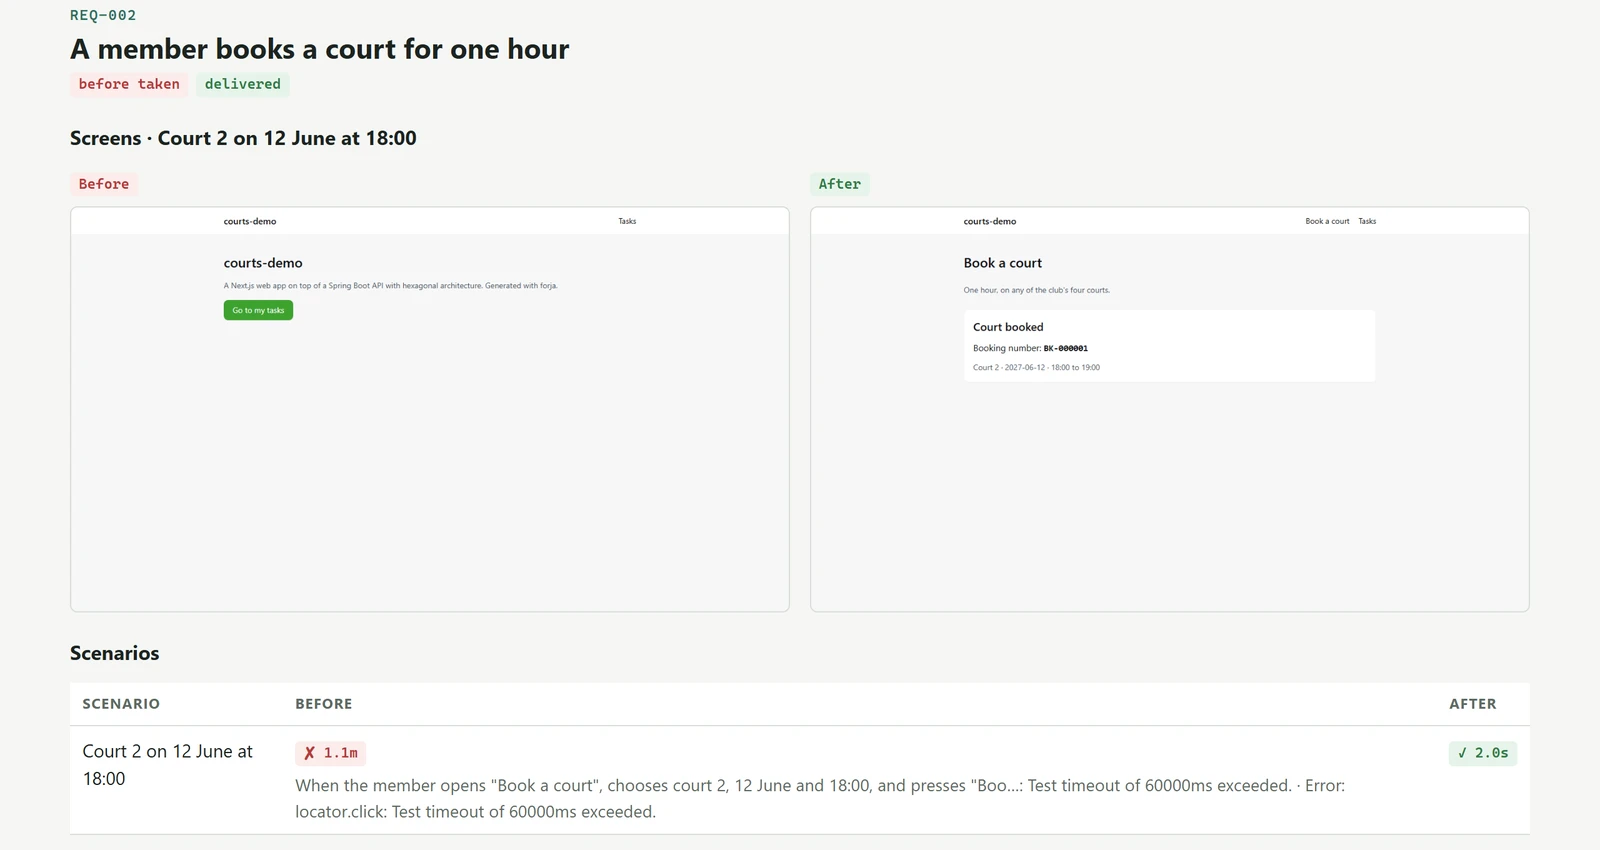 REQ-002
A member books a court for one hour
before taken delivered
Screens · Court 2 on 12 June at 18:00
Before
courts-demo Tasks
courts-demo
A Next.js web app on top of a Spring Boot API with hexagonal architecture. Generated with forja.
Go to my tasks
After
courts-demo Book a court Tasks
Book a court
One hour, on any of the club's four courts.
Court booked
Booking number: BK-000001
Court 2 · 2027-06-12 · 18:00 to 19:00
Scenarios
SCENARIO BEFORE AFTER
Court 2 on 12 June at
18:00
✗ 1.1m
When the member opens "Book a court", chooses court 2, 12 June and 18:00, and presses "Boo...: Test timeout of 60000ms exceeded. · Error:
locator.click: Test timeout of 60000ms exceeded.
✓ 2.0s